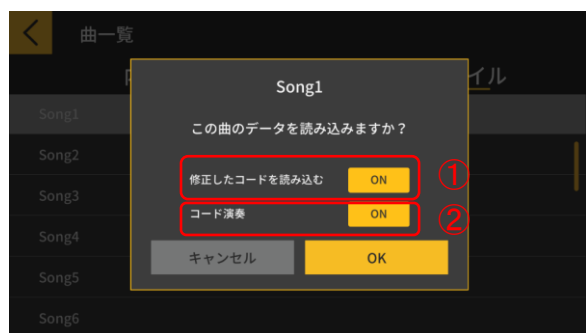 曲一覧
イル
Song1
Song1
この曲のデータを読み込みますか？
Song2
修正したコードを読み込む ON ①
Song3
コード演奏 ON ②
Song4
キャンセル OK
Song5
Song6